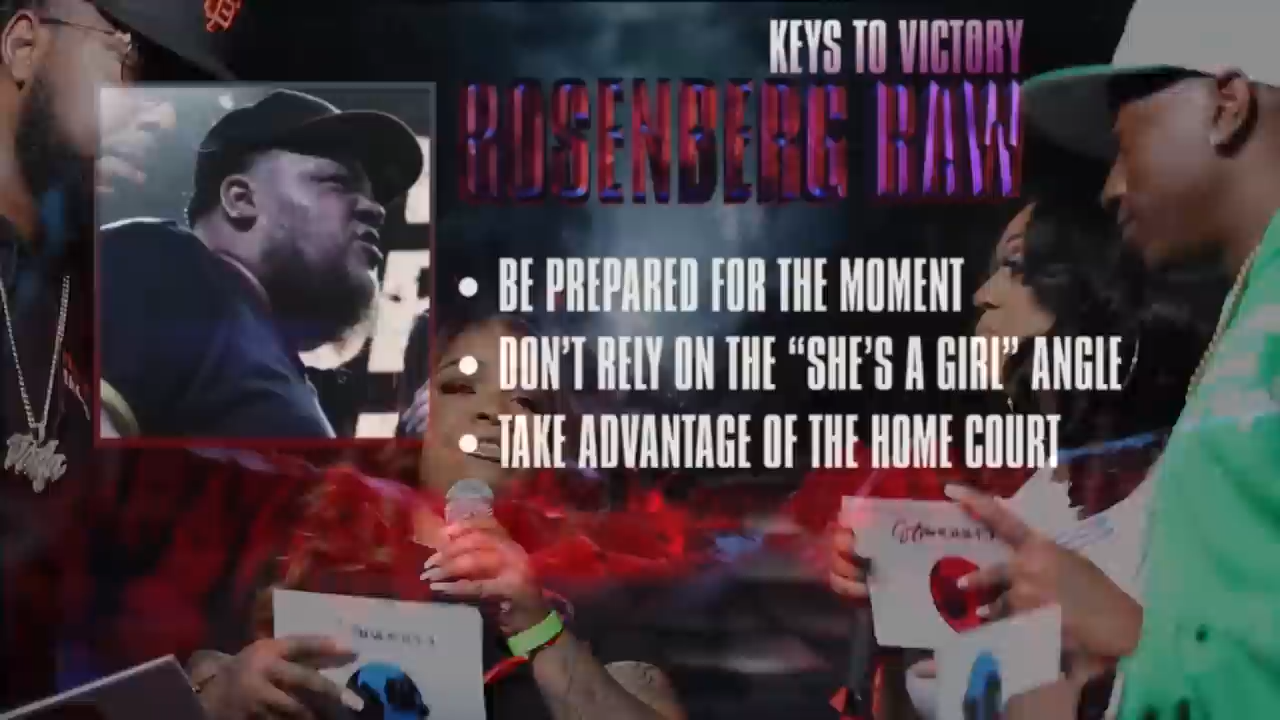 KEYS TO VICTORY
ROSENBERG RAW
• BE PREPARED FOR THE MOMENT
• DON'T RELY ON THE “SHE'S A GIRL” ANGLE
• TAKE ADVANTAGE OF THE HOME COURT